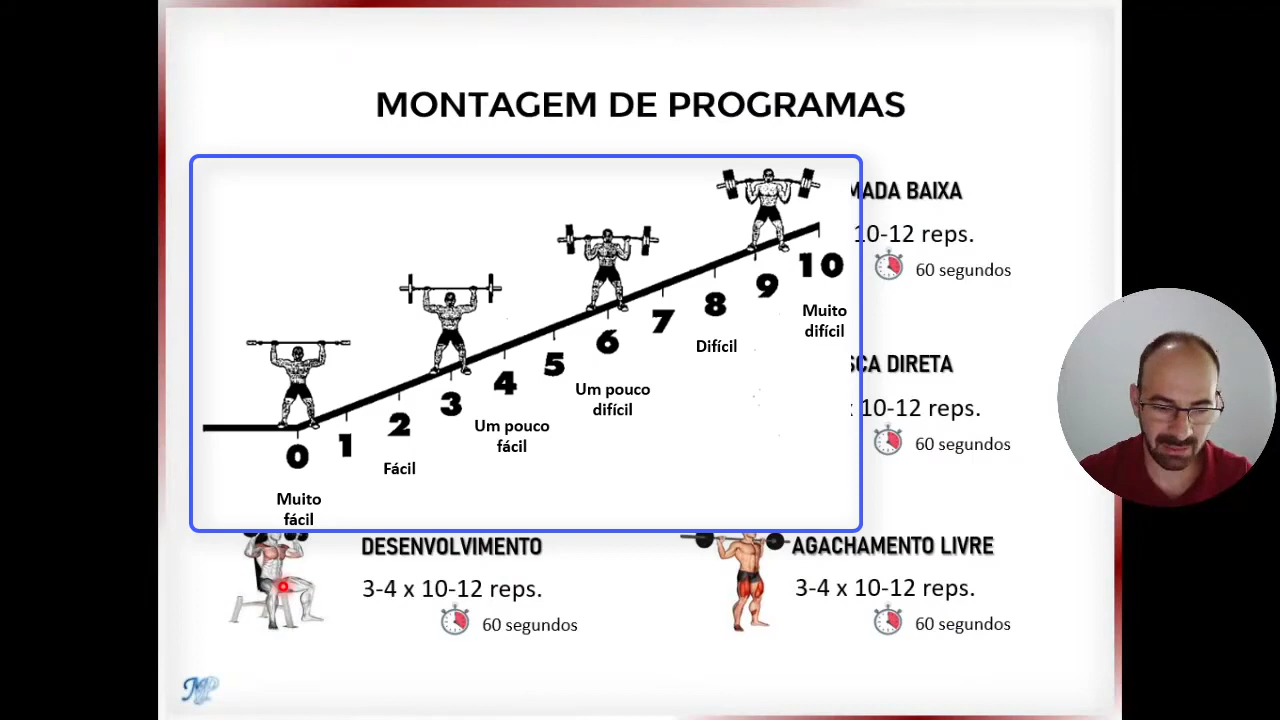 MONTAGEM DE PROGRAMAS
MADA BAIXA
10-12 reps.
60 segundos
10
9
8
7
6
5
4
3
2
1
0
Muito
difícil
Difícil
Um pouco
difícil
Um pouco
fácil
Fácil
Muito
fácil
SCA DIRETA
10-12 reps.
60 segundos
DESENVOLVIMENTO
3-4 x 10-12 reps.
60 segundos
AGACHAMENTO LIVRE
3-4 x 10-12 reps.
60 segundos